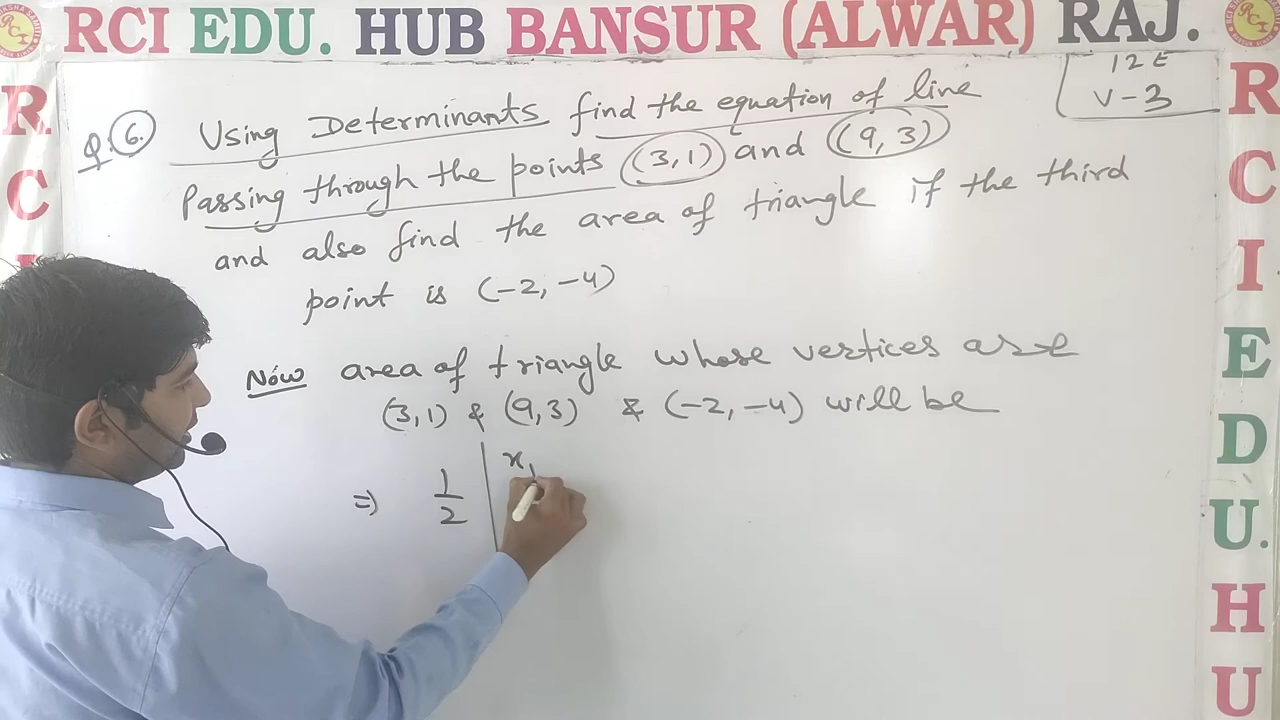 RCI EDU. HUB BANSUR (ALWAR) RAJ.
12E
V-3
Q. 6. Using Determinants find the equation of line
Passing through the points (3,1) and (9,3)
and also find the area of triangle if the third
point is (-2, -4)
Now area of triangle whose vertices are
(3,1) & (9,3) & (-2, -4) will be
⇒ 1/2 | x1
R
C
I
R
C
I
E
D
U.
H
U